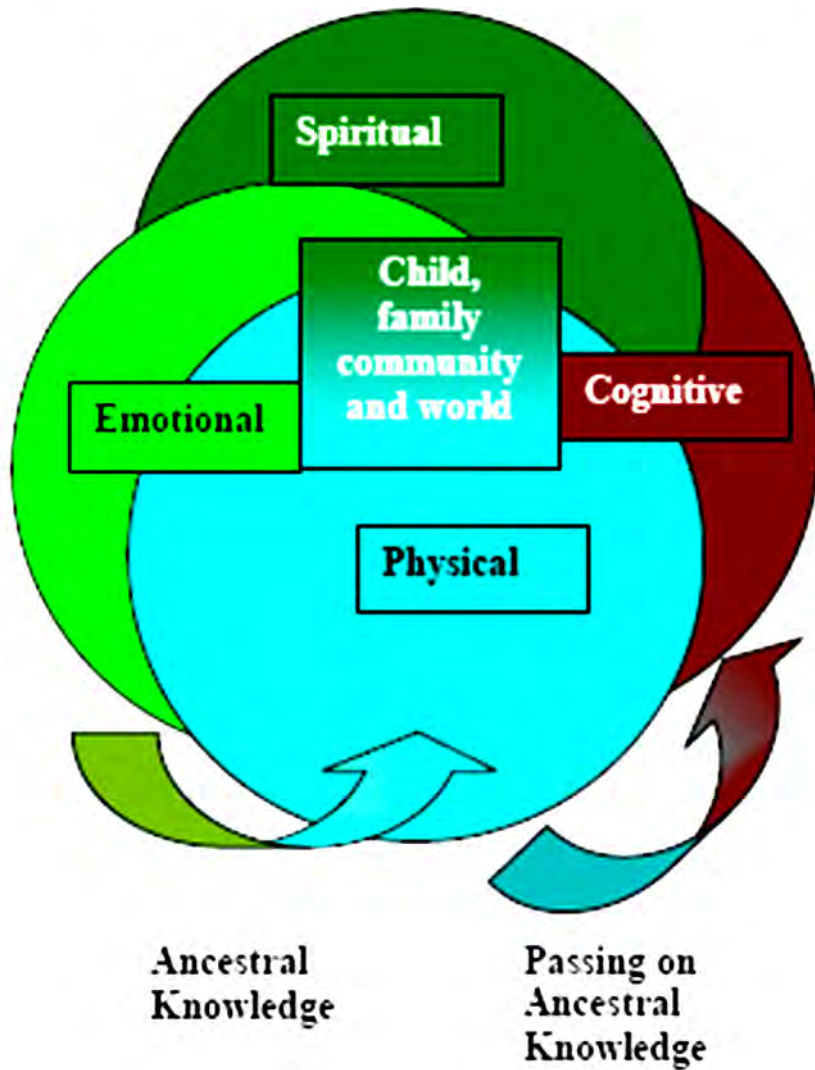 Spiritual
Child,
family
community
and world
Emotional
Cognitive
Physical
Ancestral
Knowledge
Passing on
Ancestral
Knowledge